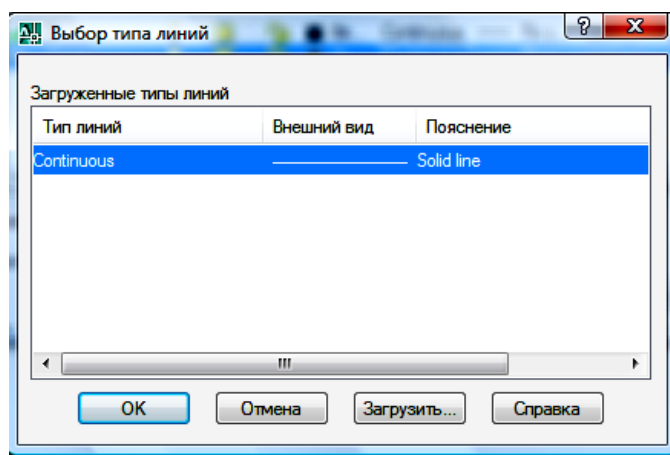 Выбор типа линий
Загруженные типы линий
Тип линий Внешний вид Пояснение
Continuous Solid line
OK Отмена Загрузить... Справка